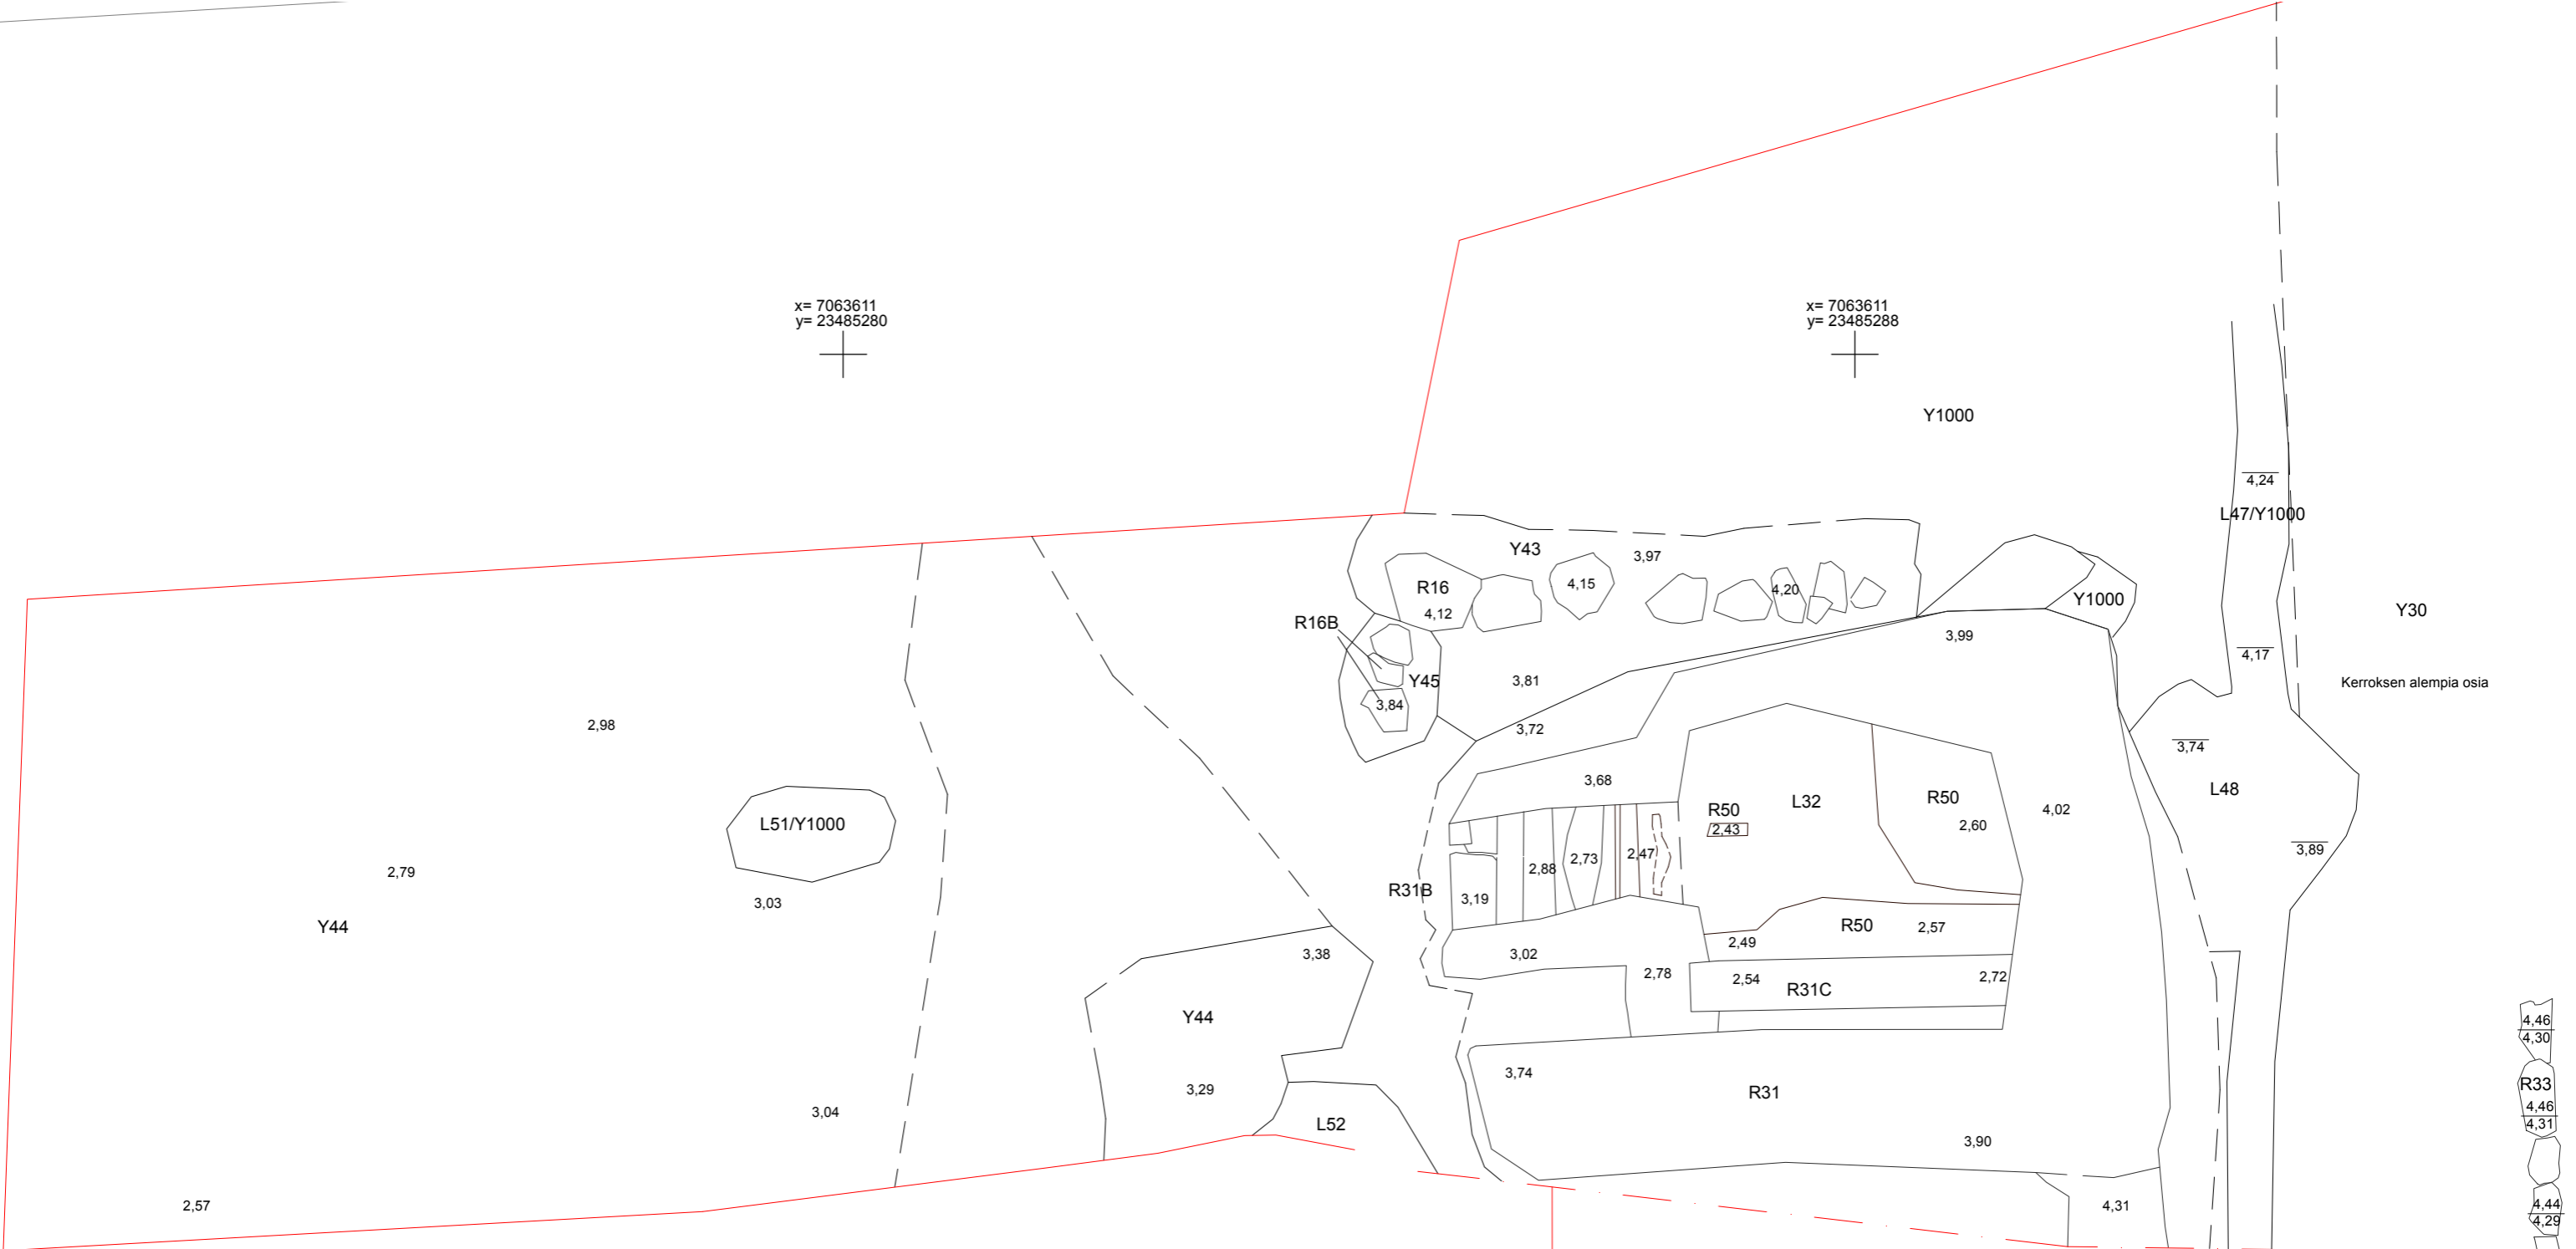 x= 7063611
y= 23485280
x= 7063611
y= 23485288
Y1000
4,24
L47/Y1000
Y43
3,97
4,15
R16
4,12
4,20
Y1000
Y30
R16B
3,99
4,17
Y45
3,81
Kerroksen alempia osia
3,84
2,98
3,72
3,74
3,68
L48
R50
2,43
L32
R50
2,60
4,02
L51/Y1000
3,89
2,47
2,73
2,88
2,79
R31B
3,19
3,03
Y44
R50
2,57
2,49
3,38
3,02
2,78
2,54
2,72
R31C
Y44
4,46
4,30
3,74
R33
3,29
R31
4,46
4,31
3,04
L52
3,90
2,57
4,31
4,44
4,29